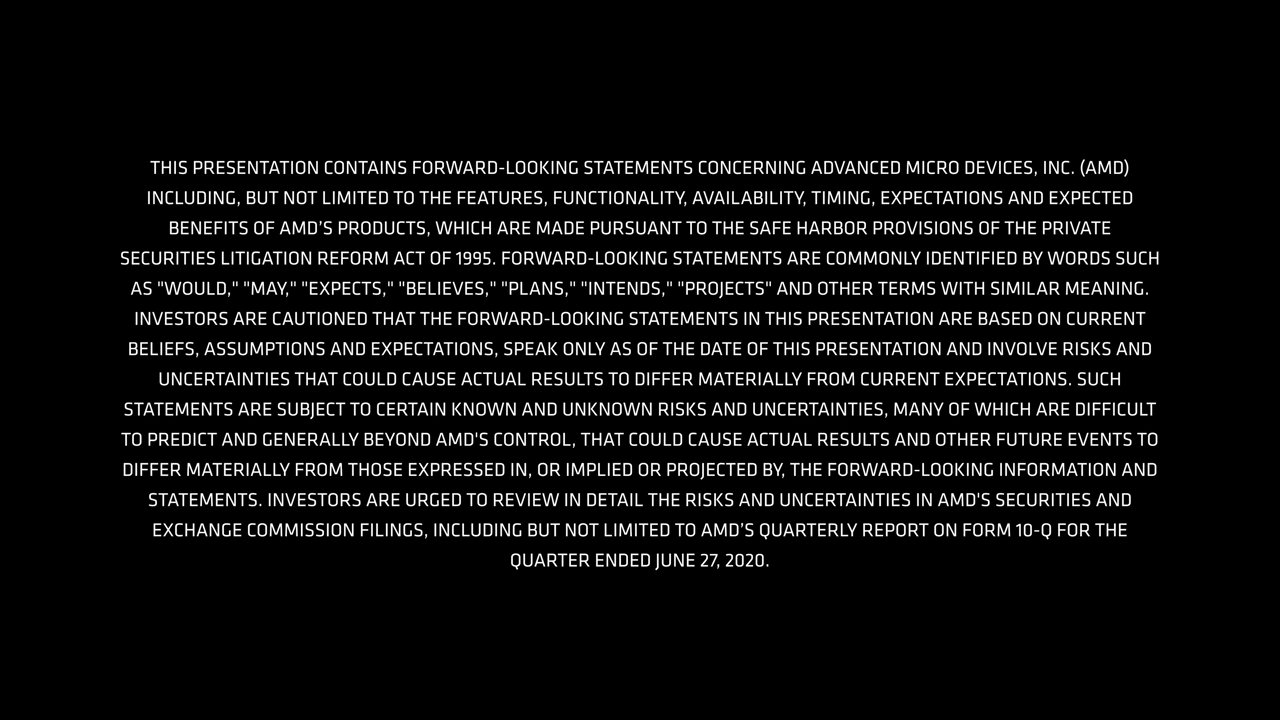 THIS PRESENTATION CONTAINS FORWARD-LOOKING STATEMENTS CONCERNING ADVANCED MICRO DEVICES, INC. (AMD)
INCLUDING, BUT NOT LIMITED TO THE FEATURES, FUNCTIONALITY, AVAILABILITY, TIMING, EXPECTATIONS AND EXPECTED
BENEFITS OF AMD’S PRODUCTS, WHICH ARE MADE PURSUANT TO THE SAFE HARBOR PROVISIONS OF THE PRIVATE
SECURITIES LITIGATION REFORM ACT OF 1995. FORWARD-LOOKING STATEMENTS ARE COMMONLY IDENTIFIED BY WORDS SUCH
AS "WOULD," "MAY," "EXPECTS," "BELIEVES," "PLANS," "INTENDS," "PROJECTS" AND OTHER TERMS WITH SIMILAR MEANING.
INVESTORS ARE CAUTIONED THAT THE FORWARD-LOOKING STATEMENTS IN THIS PRESENTATION ARE BASED ON CURRENT
BELIEFS, ASSUMPTIONS AND EXPECTATIONS, SPEAK ONLY AS OF THE DATE OF THIS PRESENTATION AND INVOLVE RISKS AND
UNCERTAINTIES THAT COULD CAUSE ACTUAL RESULTS TO DIFFER MATERIALLY FROM CURRENT EXPECTATIONS. SUCH
STATEMENTS ARE SUBJECT TO CERTAIN KNOWN AND UNKNOWN RISKS AND UNCERTAINTIES, MANY OF WHICH ARE DIFFICULT
TO PREDICT AND GENERALLY BEYOND AMD'S CONTROL, THAT COULD CAUSE ACTUAL RESULTS AND OTHER FUTURE EVENTS TO
DIFFER MATERIALLY FROM THOSE EXPRESSED IN, OR IMPLIED OR PROJECTED BY, THE FORWARD-LOOKING INFORMATION AND
STATEMENTS. INVESTORS ARE URGED TO REVIEW IN DETAIL THE RISKS AND UNCERTAINTIES IN AMD'S SECURITIES AND
EXCHANGE COMMISSION FILINGS, INCLUDING BUT NOT LIMITED TO AMD’S QUARTERLY REPORT ON FORM 10-Q FOR THE
QUARTER ENDED JUNE 27, 2020.